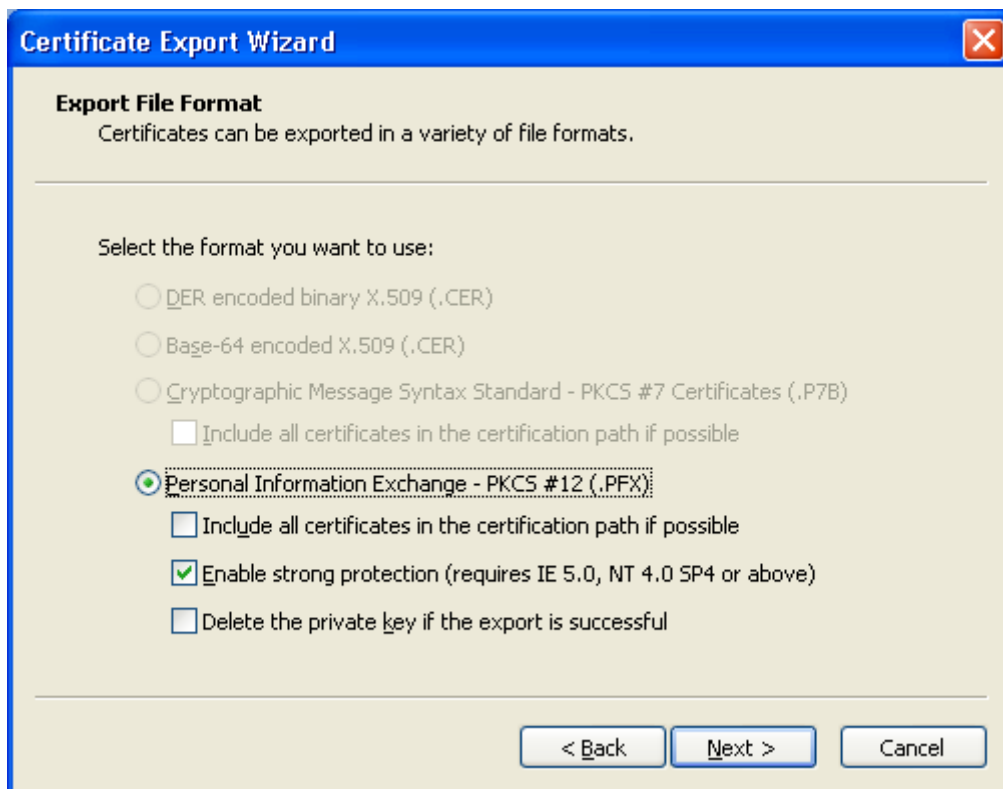 Certificate Export Wizard
Export File Format
Certificates can be exported in a variety of file formats.
Select the format you want to use:
DER encoded binary X.509 (.CER)
Base-64 encoded X.509 (.CER)
Cryptographic Message Syntax Standard - PKCS #7 Certificates (.P7B)
Include all certificates in the certification path if possible
Personal Information Exchange - PKCS #12 (.PFX)
Include all certificates in the certification path if possible
Enable strong protection (requires IE 5.0, NT 4.0 SP4 or above)
Delete the private key if the export is successful
< Back Next > Cancel